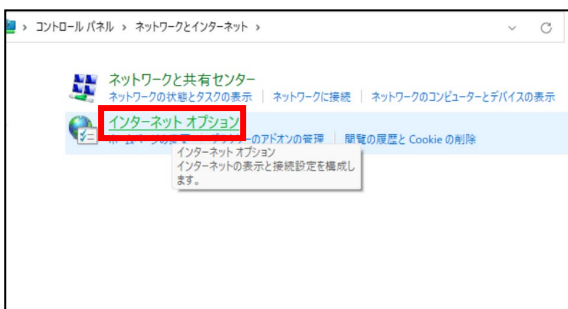 コントロール パネル › ネットワークとインターネット ›
ネットワークと共有センター
ネットワークの状態とタスクの表示 | ネットワークに接続 | ネットワークのコンピューターとデバイスの表示
インターネット オプション
のアドオンの管理 | 閲覧の履歴と Cookie の削除
インターネット オプション
インターネットの表示と接続設定を構成し
ます。